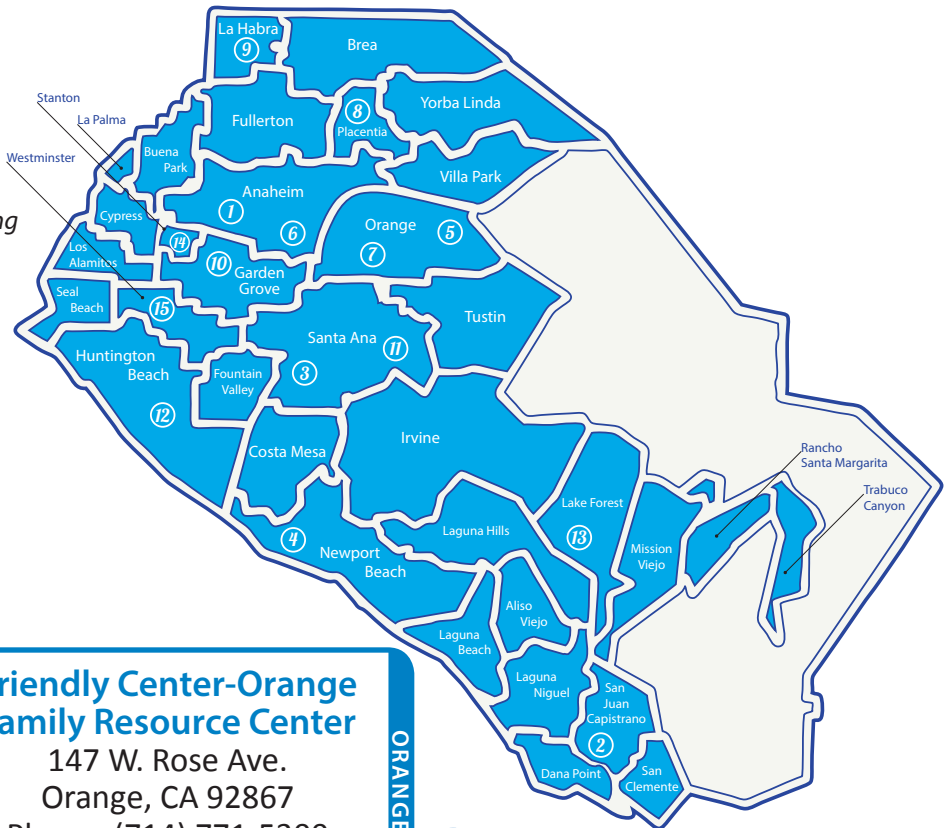 La Habra
9
Brea
Stanton
La Palma
Westminster
Fullerton
8
Placentia
Yorba Linda
Buena
Park
Villa Park
Anaheim
1
6
Cypress
Orange
5
7
14
10
Garden
Grove
Los
Alamitos
Seal
Beach
15
Tustin
Santa Ana
11
3
Huntington
Beach
12
Fountain
Valley
Costa Mesa
Irvine
Rancho
Santa Margarita
Trabuco
Canyon
Lake Forest
13
Laguna Hills
4
Newport
Beach
Mission
Viejo
Aliso
Viejo
Laguna
Beach
Laguna
Niguel
San
Juan
Capistrano
2
Dana Point
San
Clemente
riendly Center-Orange
amily Resource Center
147 W. Rose Ave.
Orange, CA 92867
ORANGE